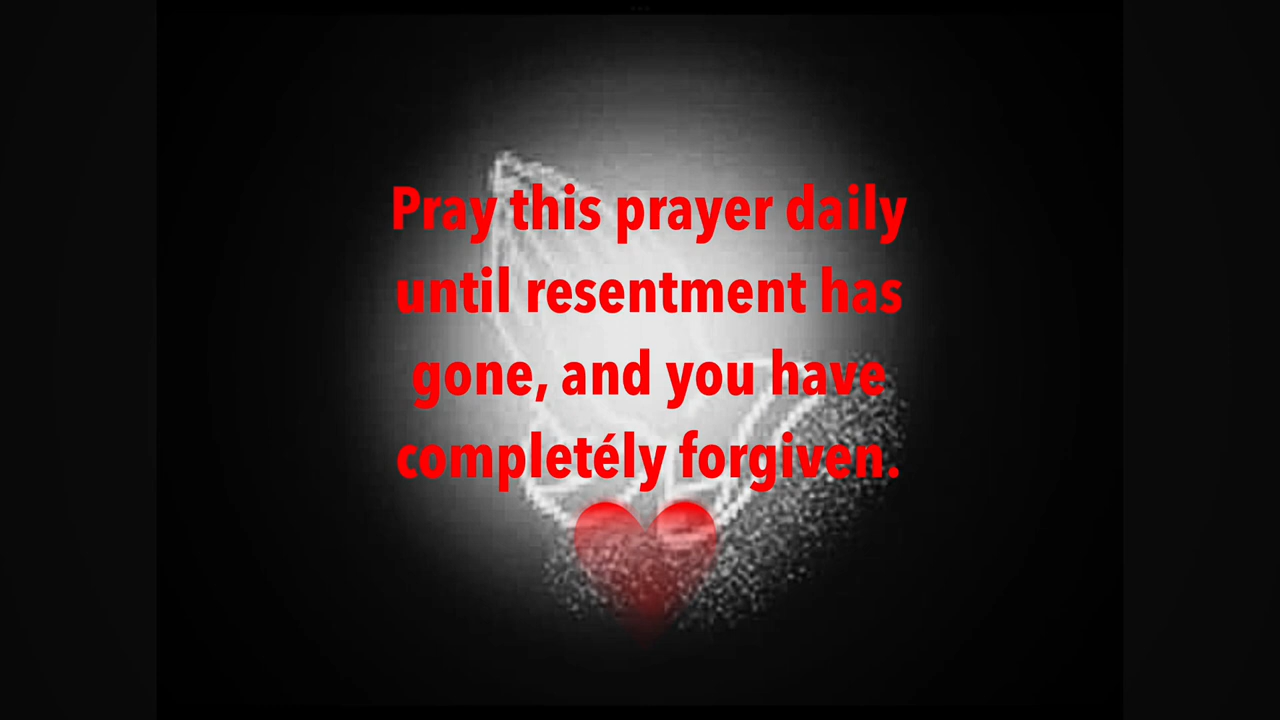 Pray this prayer daily
until resentment has
gone, and you have
completély forgiven.